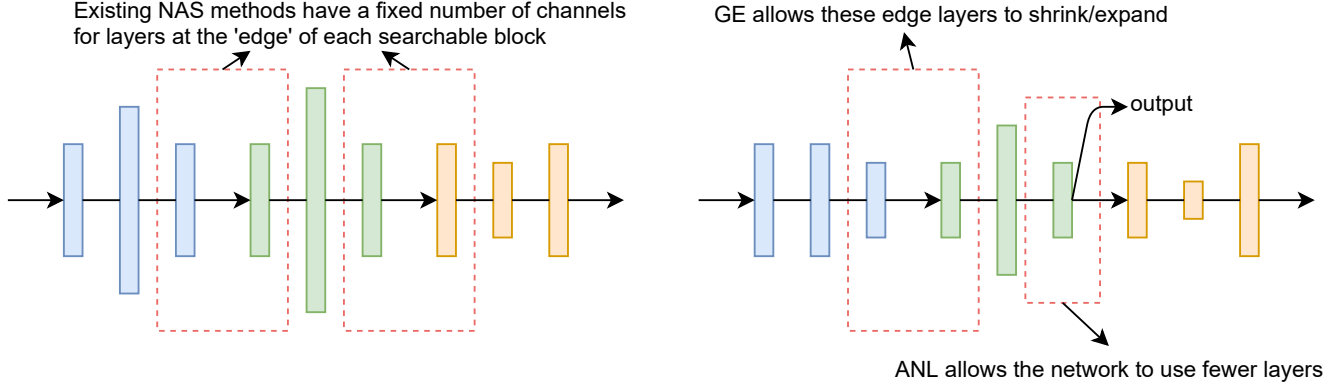 Existing NAS methods have a fixed number of channels
for layers at the 'edge' of each searchable block
GE allows these edge layers to shrink/expand
output
ANL allows the network to use fewer layers